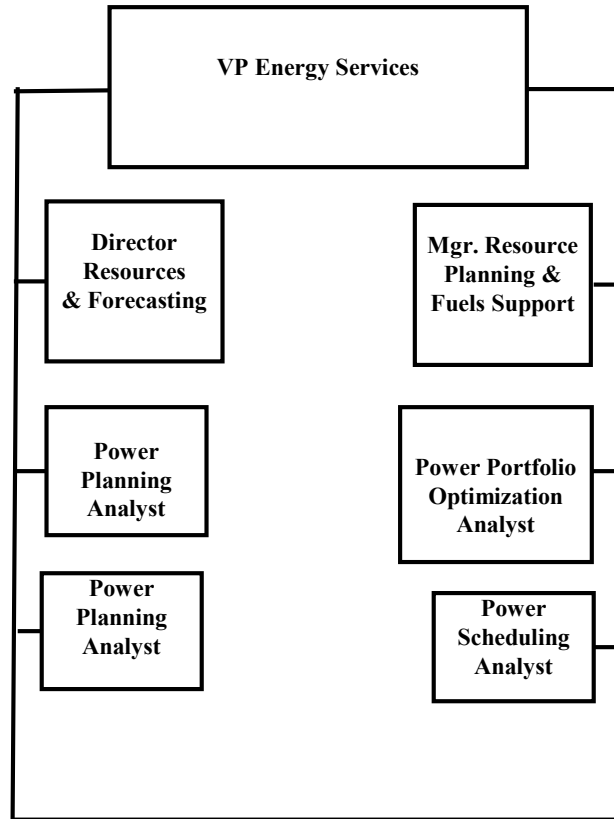 VP Energy Services
Director
Resources
& Forecasting
Mgr. Resource
Planning &
Fuels Support
Power
Planning
Analyst
Power Portfolio
Optimization
Analyst
Power
Planning
Analyst
Power
Scheduling
Analyst